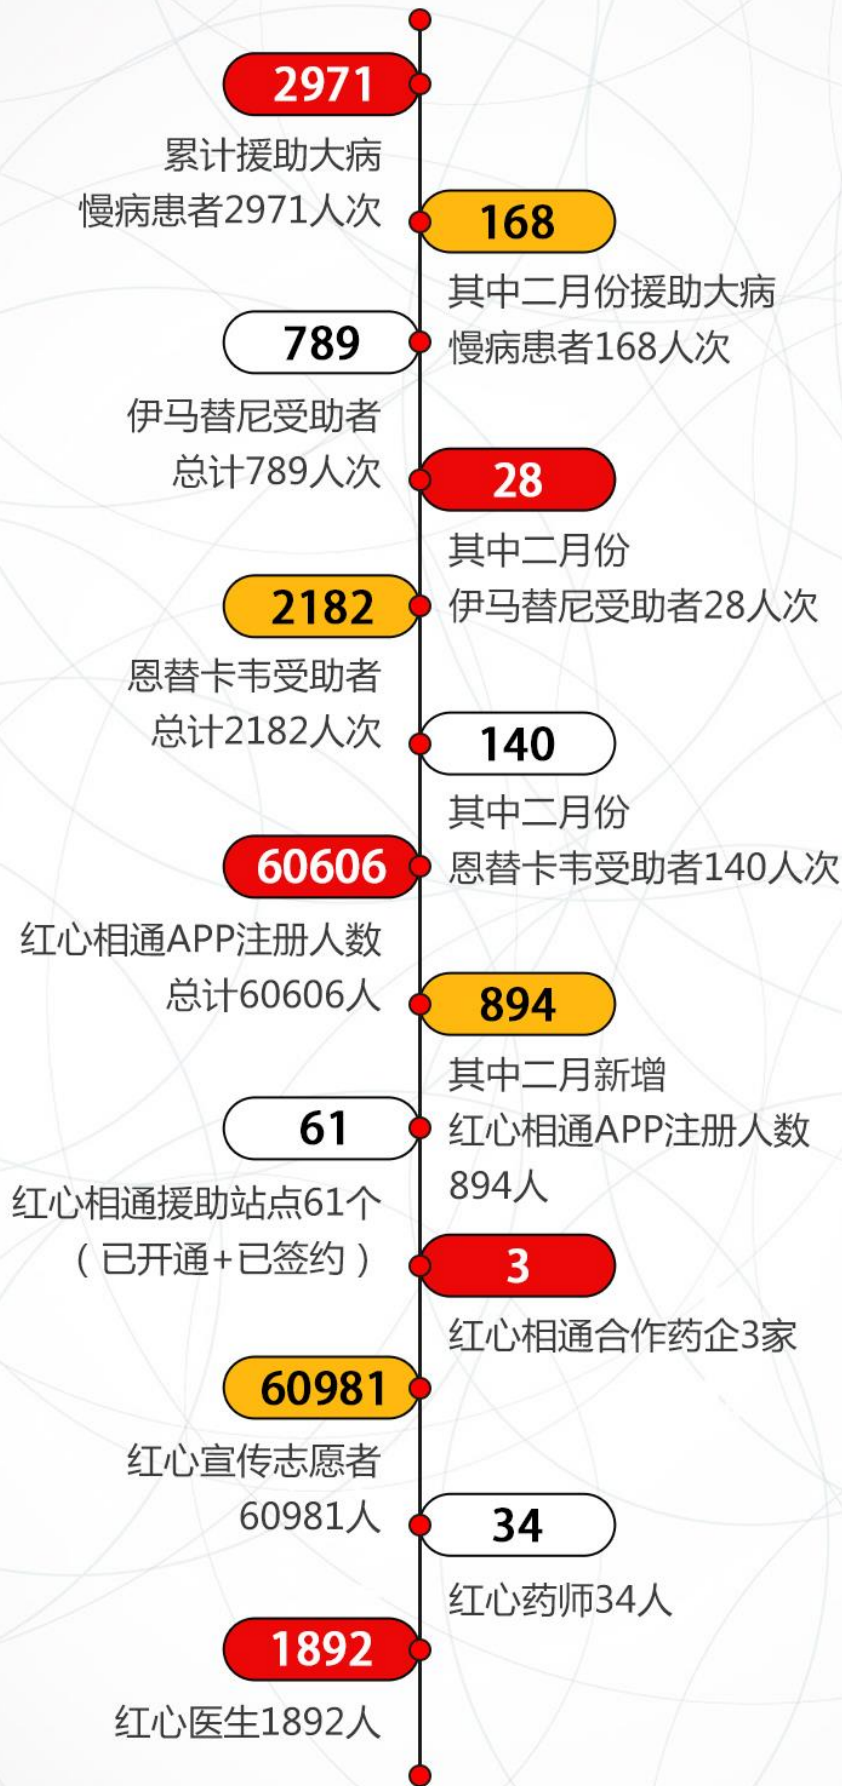 2971
累计援助大病
慢病患者2971人次
168
其中二月份援助大病
慢病患者168人次
789
伊马替尼受助者
总计789人次
28
其中二月份
伊马替尼受助者28人次
2182
恩替卡韦受助者
总计2182人次
140
其中二月份
恩替卡韦受助者140人次
60606
红心相通APP注册人数
总计60606人
894
其中二月新增
红心相通APP注册人数
894人
61
红心相通援助站点61个
（已开通+已签约）
3
红心相通合作药企3家
60981
红心宣传志愿者
60981人
34
红心药师34人
1892
红心医生1892人